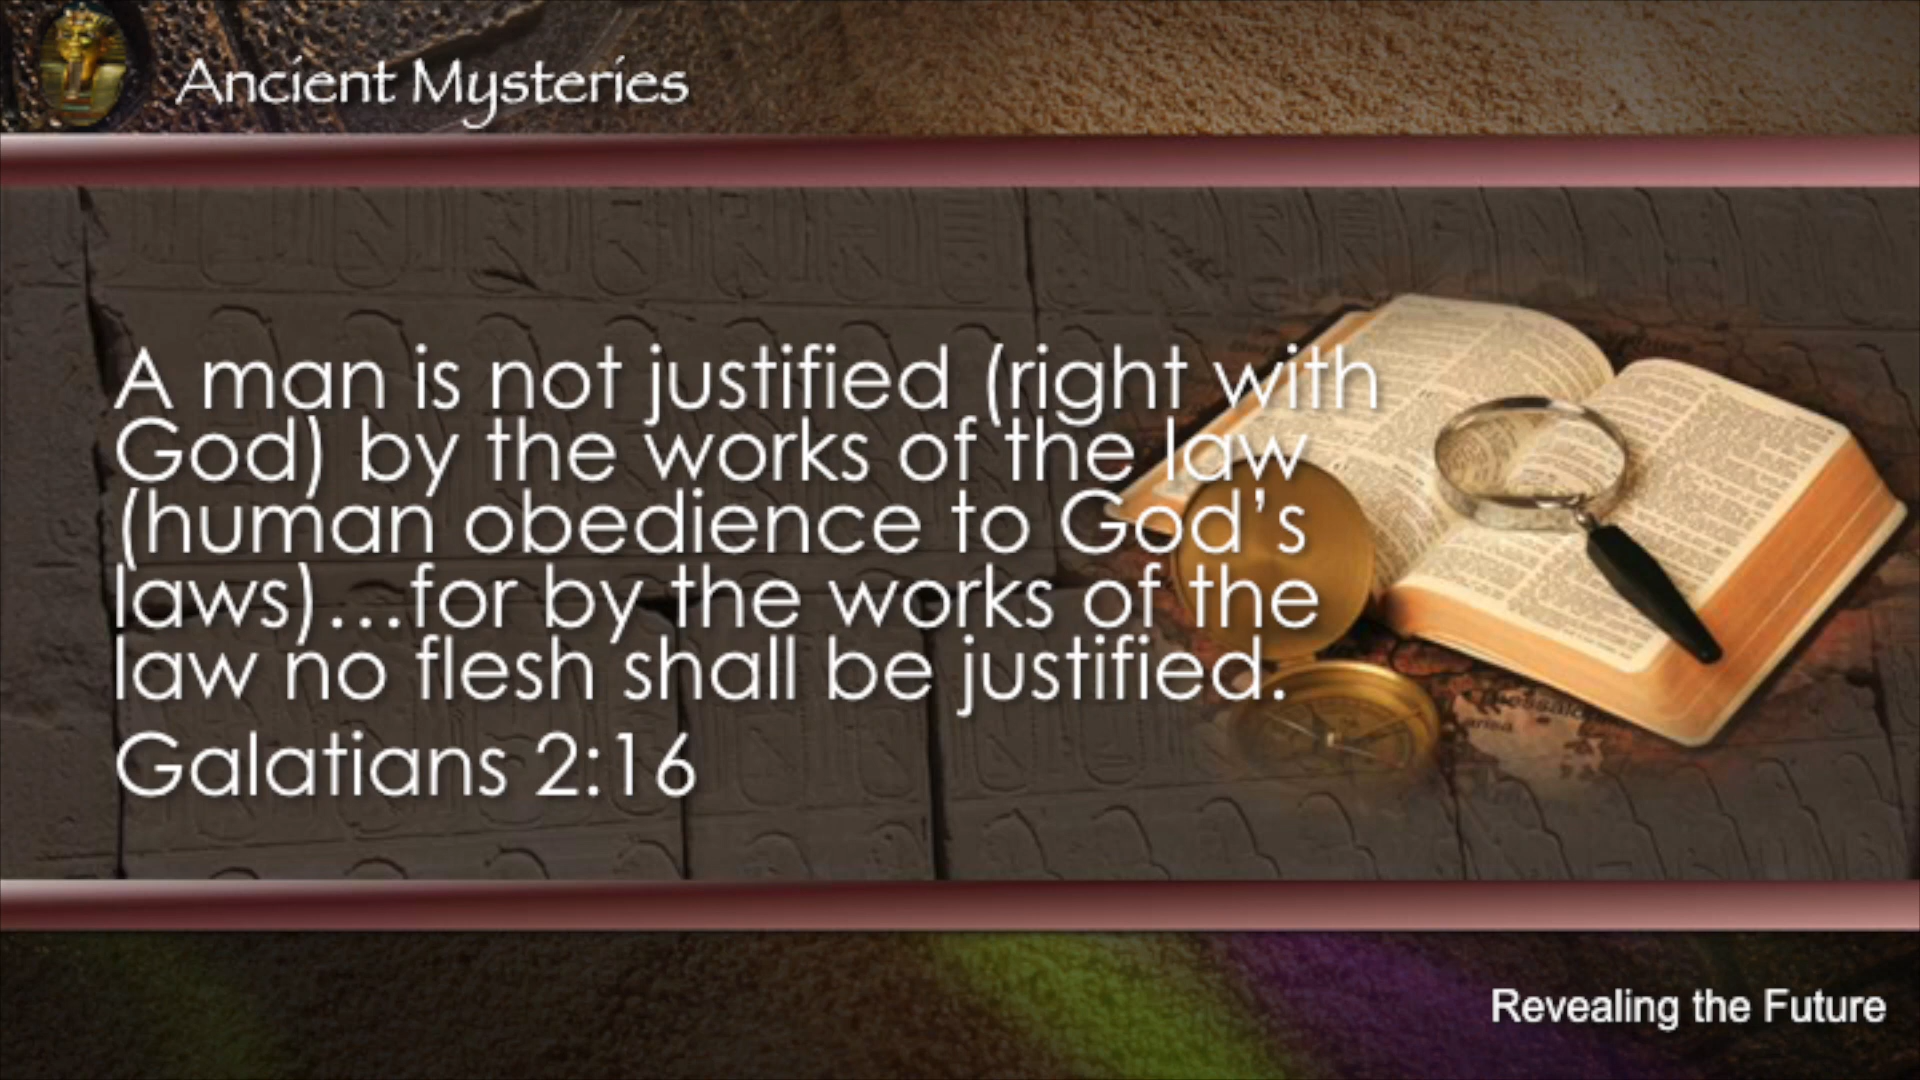 Ancient Mysteries
A man is not justified (right with
God) by the works of the law
(human obedience to God's
laws)...for by the works of the
law no flesh shall be justified.
Galatians 2:16
Revealing the Future